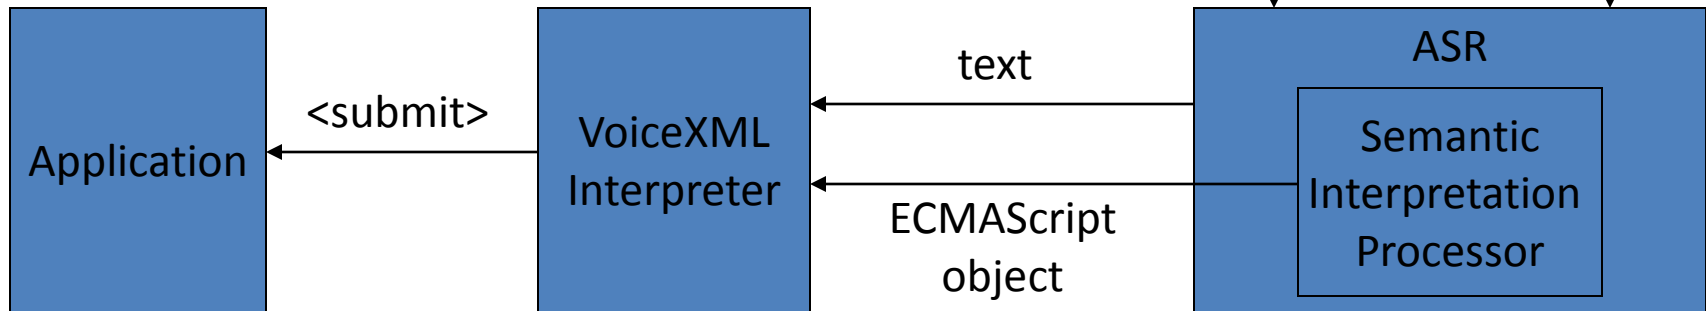 Application
<submit>
VoiceXML
Interpreter
text
ECMAScript
object
ASR
Semantic
Interpretation
Processor